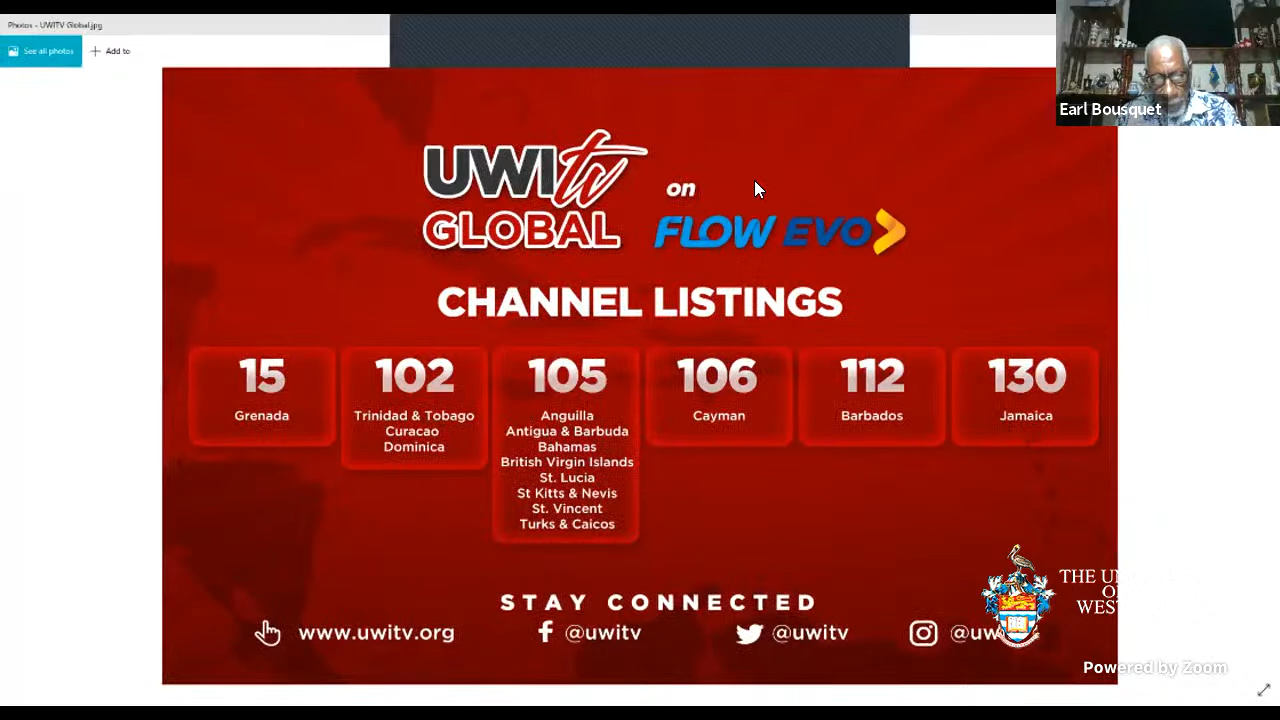 Photos - UWITV Global.jpg
See all photos
Add to
Earl Bousquet
UWItv
GLOBAL
on
FLOW EVO
CHANNEL LISTINGS
15
Grenada
102
Trinidad & Tobago
Curacao
Dominica
105
Anguilla
Antigua & Barbuda
Bahamas
British Virgin Islands
St. Lucia
St Kitts & Nevis
St. Vincent
Turks & Caicos
106
Cayman
112
Barbados
130
Jamaica
STAY CONNECTED
www.uwitv.org
@uwitv
@uwitv
THE
Powered by Zoom